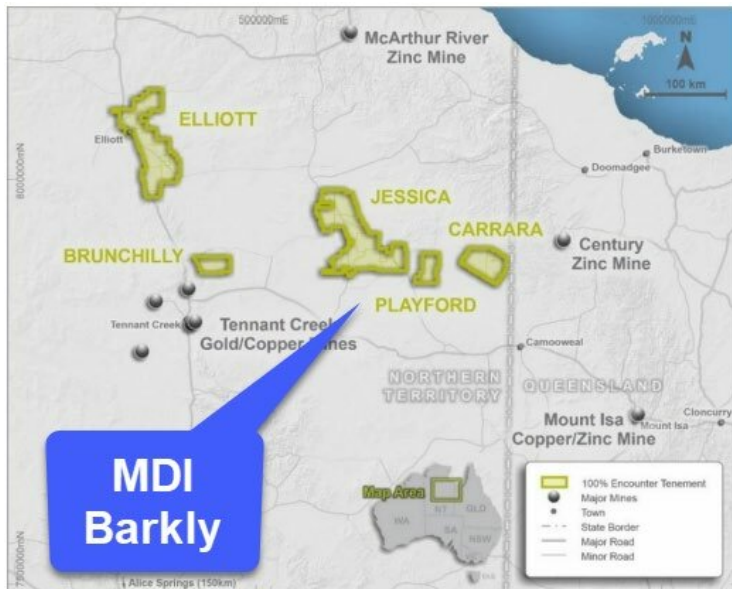 500000mE
1000000mE
McArthur River
Zinc Mine
N
100 km
ELLIOTT
Elliott
Burketown
Doomadgee
8000000mN
JESSICA
CARRARA
BRUNCHILLY
Century
Zinc Mine
PLAYFORD
Tennant Creek
Tennant Creek
Gold/Copper Mines
Camooweal
NORTHERN
TERRITORY
QUEENSLAND
Mount Isa
Copper/Zinc Mine
Mount Isa
Cloncurry
MDI
Barkly
Map Area
WA
NT
QLD
SA
NSW
100% Encounter Tenement
Major Mines
Town
State Border
Major Road
Minor Road
7500000mN
Alice Springs (150km)